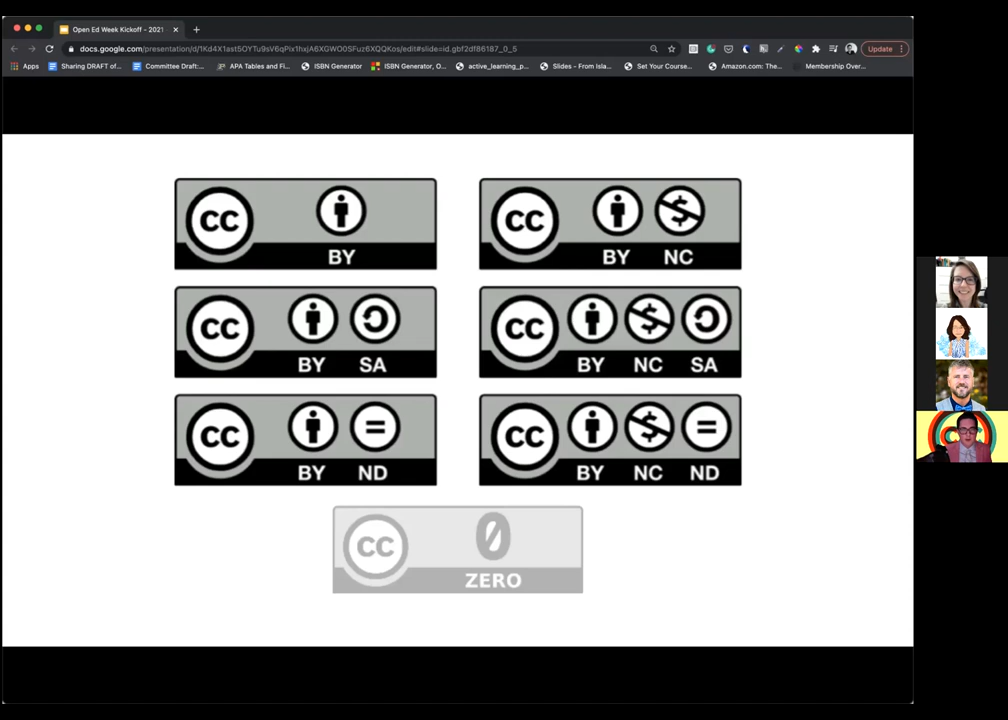 Open Ed Week Kickoff - 2021
docs.google.com/presentation/d/1Kd4X1ast5OYTu9sV6qPix1hxjA6XGWO0SFuz6XQQKos/edit#slide=id.gbf2df86187_0_5
Update
Apps Sharing DRAFT of... Committee Draft:... APA Tables and Fi... ISBN Generator ISBN Generator, O... active_learning_p... Slides - From Isla... Set Your Course... Amazon.com: The... Membership Over...
CC BY
CC BY NC
CC BY SA
CC BY NC SA
CC BY ND
CC BY NC ND
CC 0
ZERO